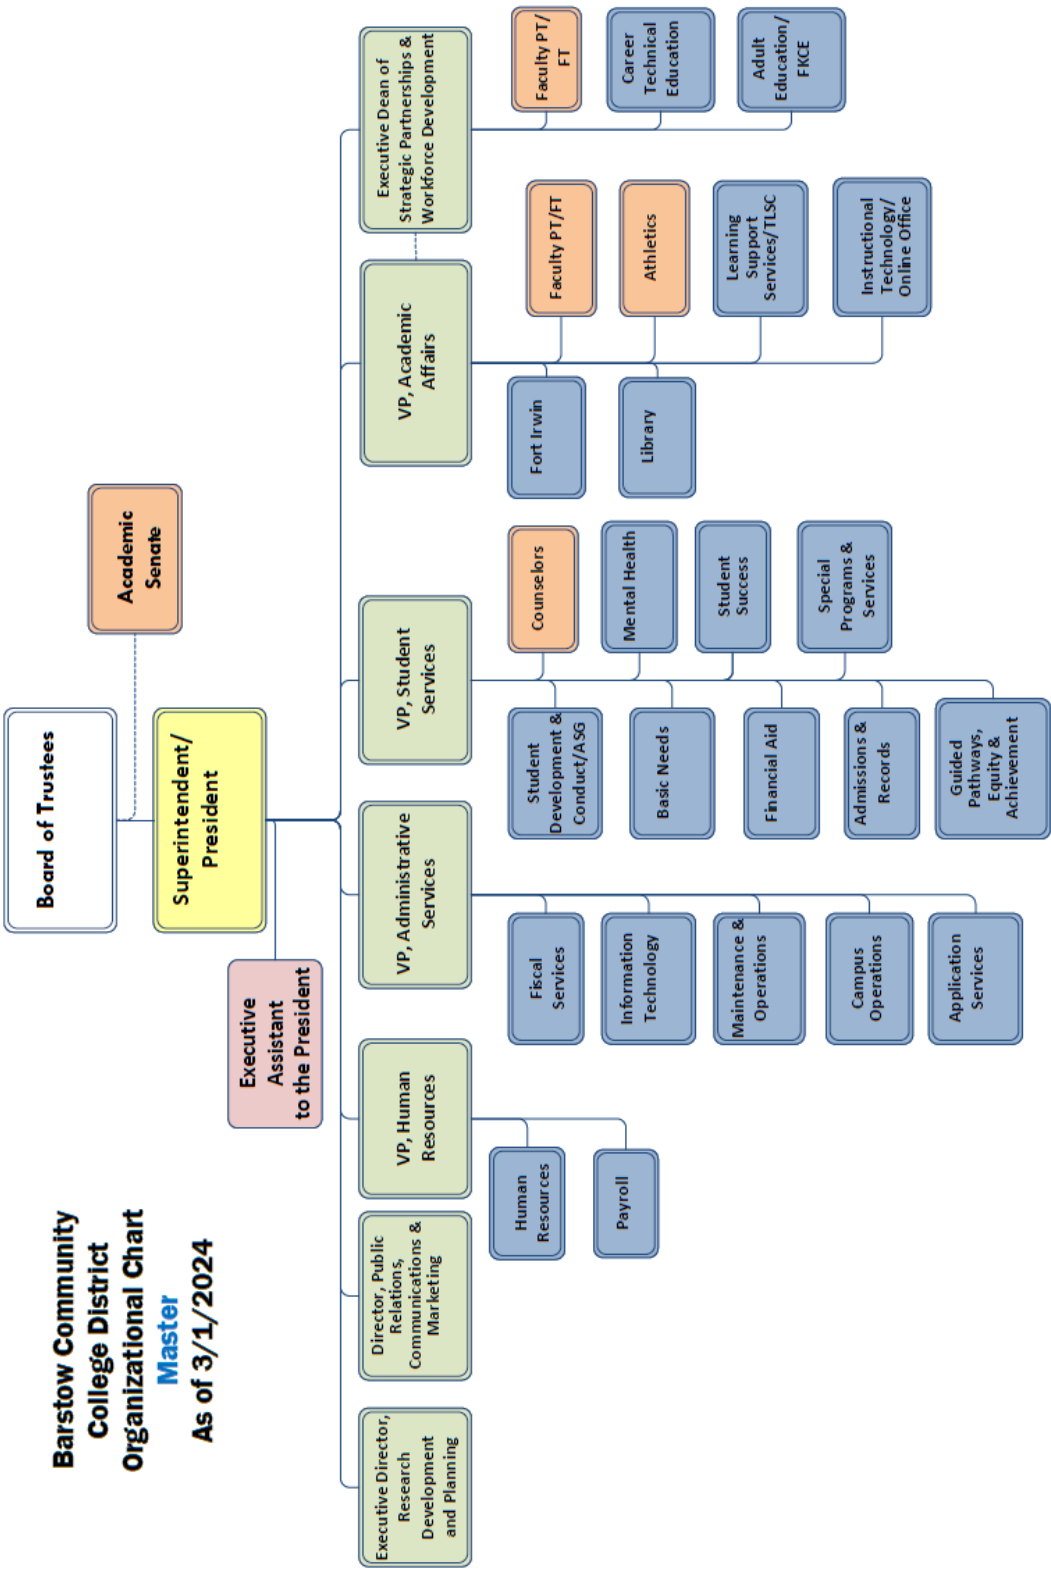 Barstow Community
College District
Organizational Chart
Master
As of 3/1/2024
Board of Trustees
Academic
Senate
Superintendent/
President
Executive
Assistant
to the President
Executive Director,
Research
Development
and Planning
Director, Public
Relations,
Communications &
Marketing
VP, Human
Resources
VP, Administrative
Services
VP, Student
Services
VP, Academic
Affairs
Executive Dean of
Strategic Partnerships &
Workforce Development
Human
Resources
Payroll
Fiscal
Services
Information
Technology
Maintenance &
Operations
Campus
Operations
Application
Services
Student
Development &
Conduct/ASG
Basic Needs
Financial Aid
Admissions &
Records
Guided
Pathways,
Equity &
Achievement
Counselors
Mental Health
Student
Success
Special
Programs &
Services
Fort Irwin
Library
Faculty PT/FT
Athletics
Learning
Support
Services/TLSC
Instructional
Technology/
Online Office
Faculty PT/
FT
Career
Technical
Education
Adult
Education/
FKCE